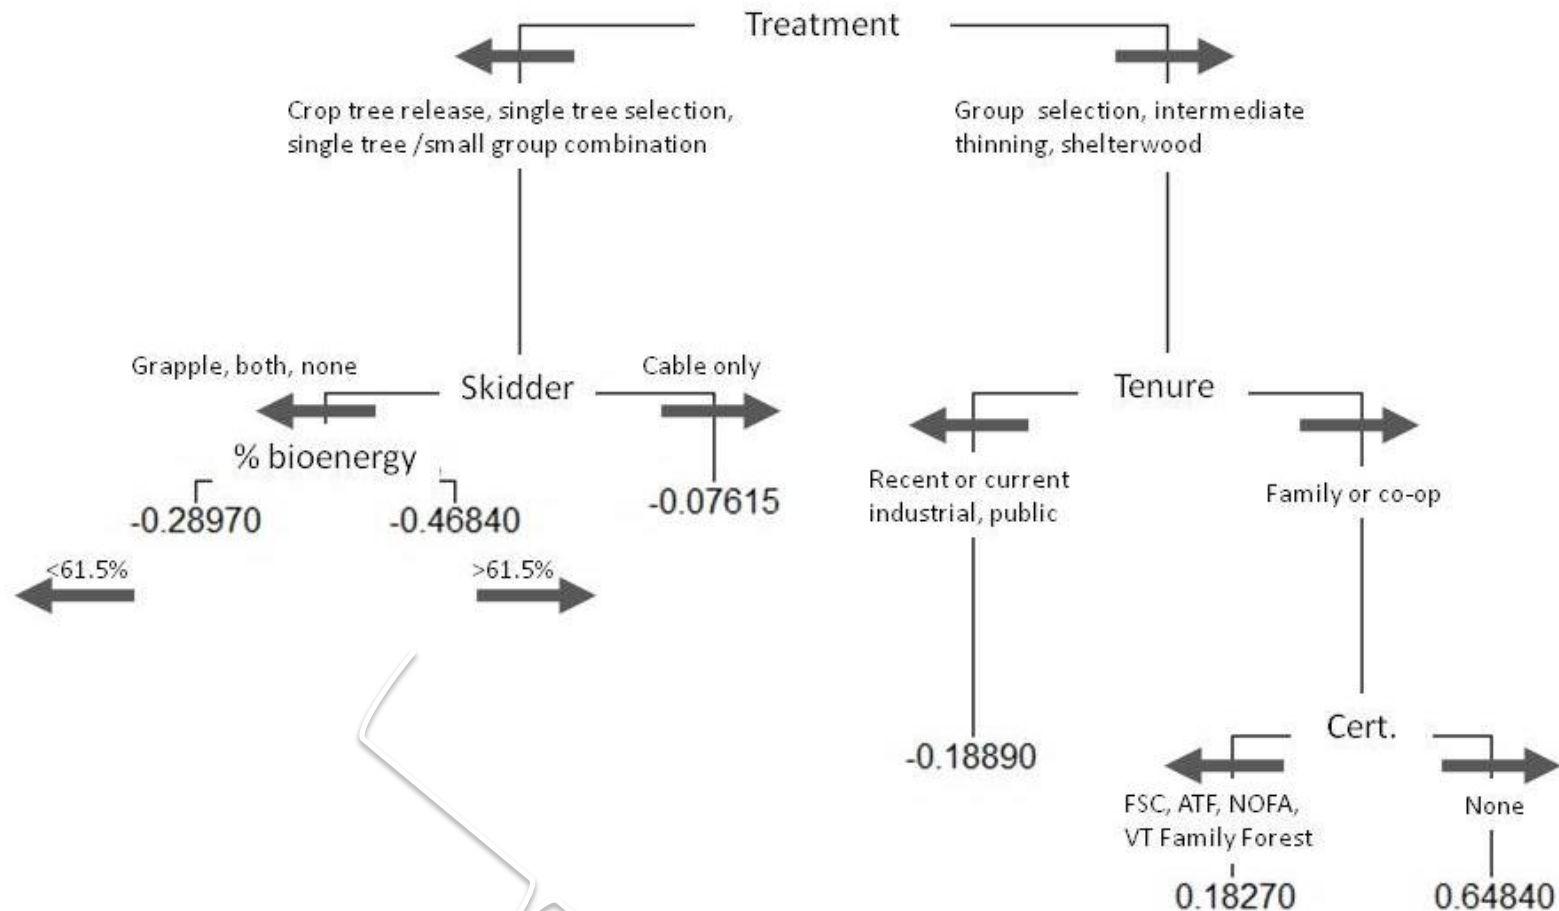 Treatment
Crop tree release, single tree selection,
single tree /small group combination
Group selection, intermediate
thinning, shelterwood
Grapple, both, none
Skidder
Cable only
Tenure
% bioenergy
-0.28970
-0.46840
-0.07615
Recent or current
industrial, public
Family or co-op
<61.5%
>61.5%
Cert.
-0.18890
FSC, ATF, NOFA,
VT Family Forest
None
0.18270
0.64840